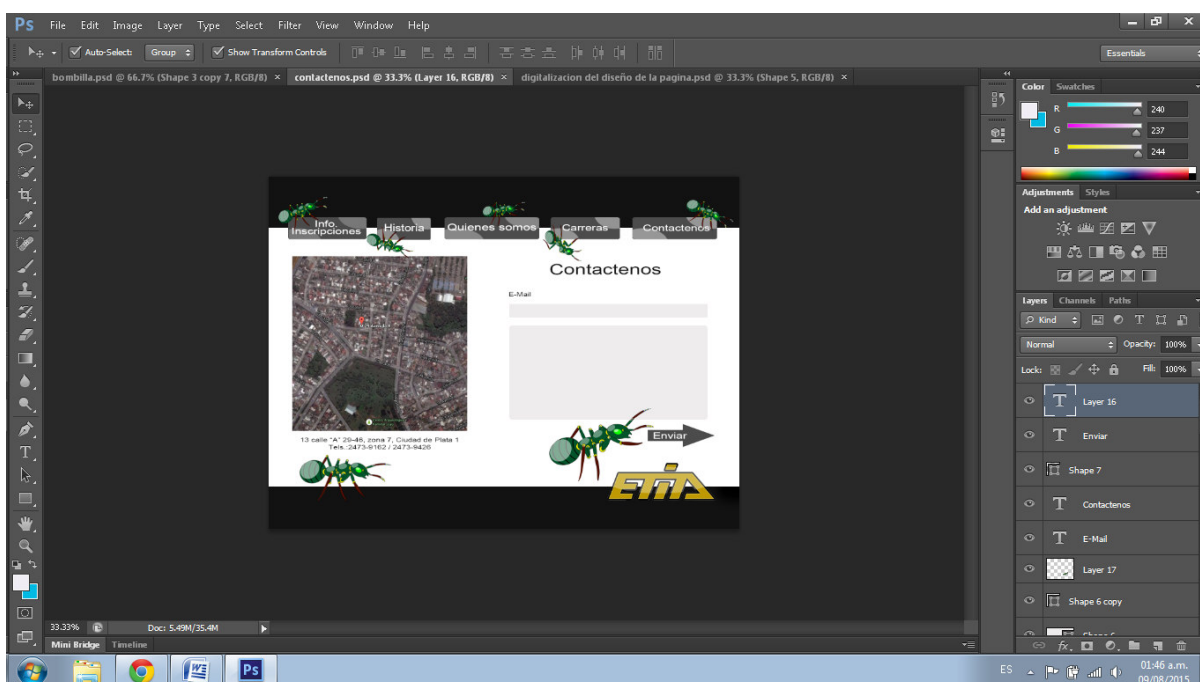 Ps File Edit Image Layer Type Select Filter View Window Help
Auto-Select: Group Show Transform Controls Essentials
bombilla.psd @ 66.7% (Shape 3 copy 7, RGB/8) × contactenos.psd @ 33.3% (Layer 16, RGB/8) × digitalizacion del diseño de la pagina.psd @ 33.3% (Shape 5, RGB/8) ×
Color Swatches
R 240
G 237
B 244
Adjustments Styles
Add an adjustment
Layers Channels Paths
Kind
Normal Opacity: 100%
Lock: Fill: 100%
Layer 16
Enviar
Shape 7
Contactenos
E-Mail
Layer 17
Shape 6 copy
Shape 6
Info.
Inscripciones
Historia
Quienes somos
Carreras
Contactenos
Contactenos
E-Mail
Enviar
13 calle "A" 29-46, zona 7, Ciudad de Plata 1
Tels.:2473-9162 / 2473-9426
ETITA
33.33% Doc: 5.49M/35.4M
Mini Bridge Timeline
Ps
ES
01:46 a.m.
09/08/2015